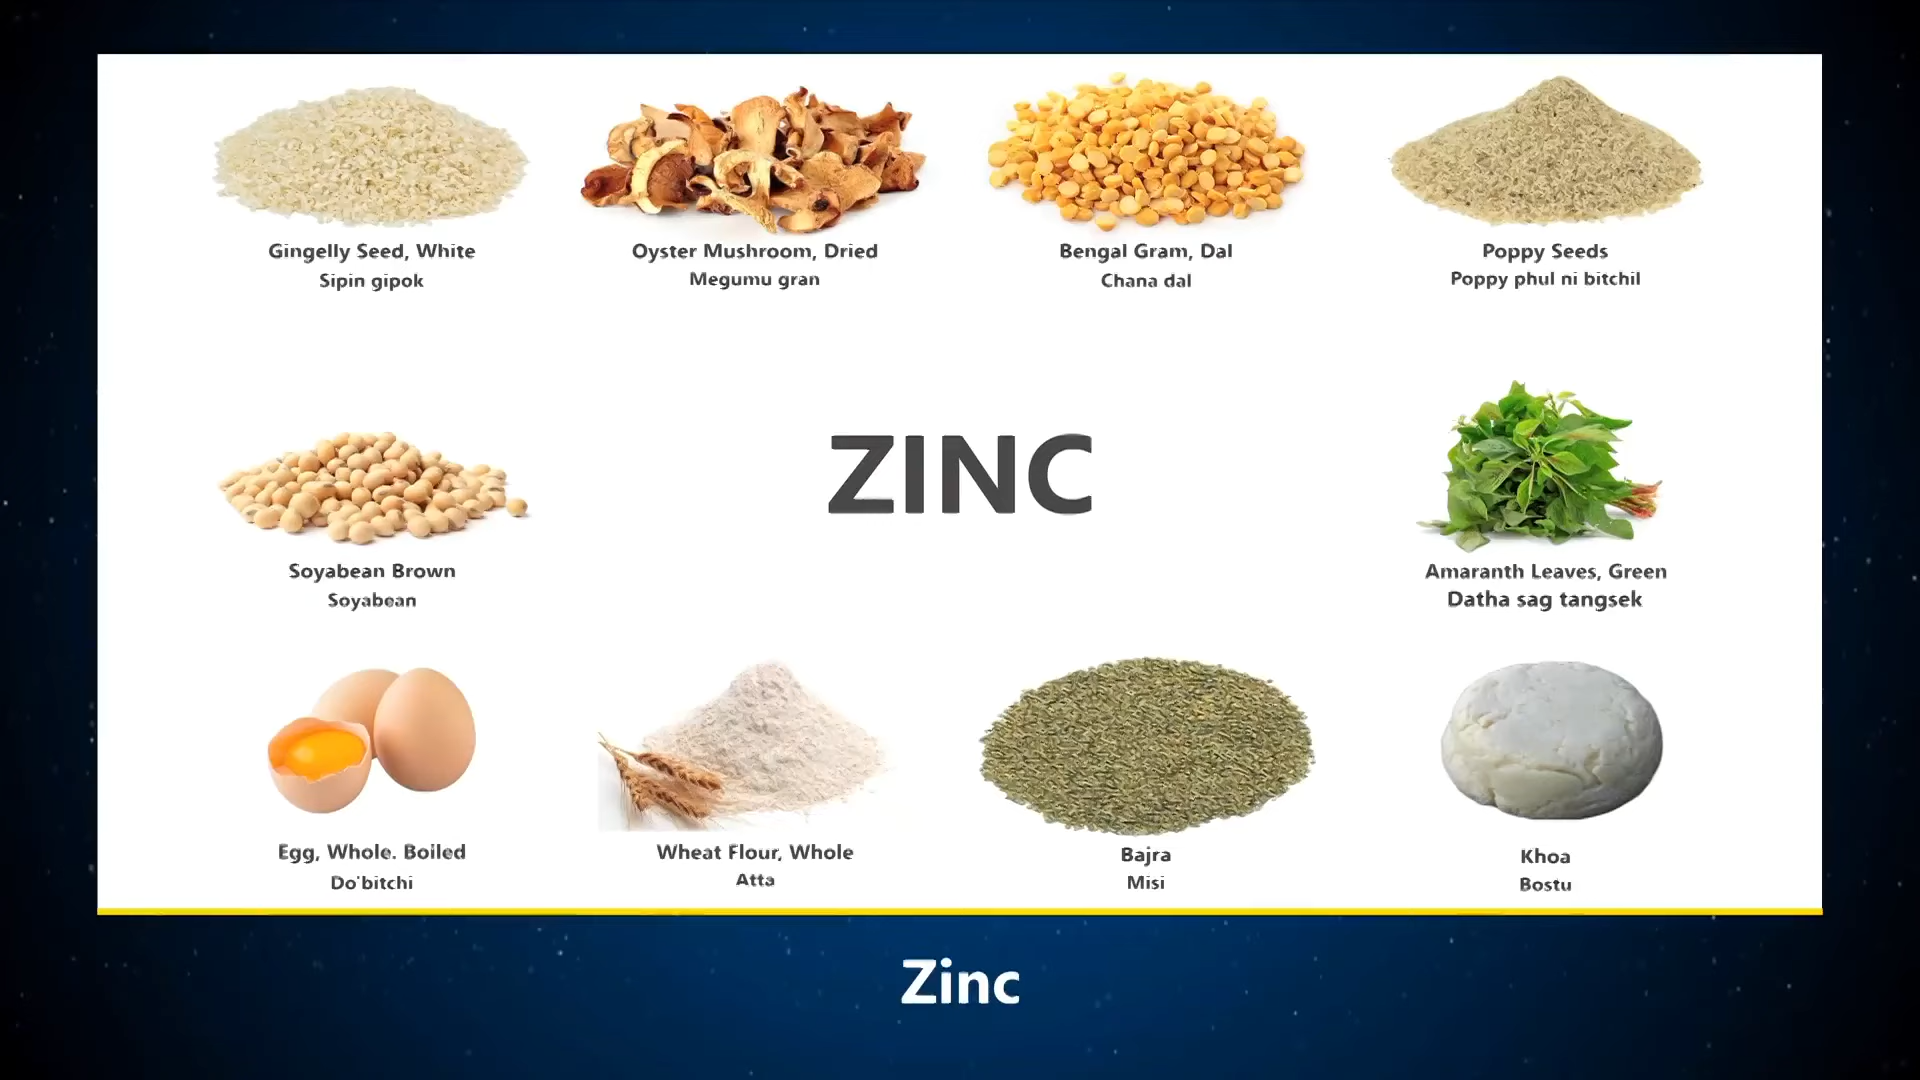 Gingelly Seed, White
Sipin gipok
Oyster Mushroom, Dried
Megumu gran
Bengal Gram, Dal
Chana dal
Poppy Seeds
Poppy phul ni bitchil
ZINC
Soyabean Brown
Soyabean
Amaranth Leaves, Green
Datha sag tangsek
Egg, Whole. Boiled
Do'bitchi
Wheat Flour, Whole
Atta
Bajra
Misi
Khoa
Bostu
Zinc